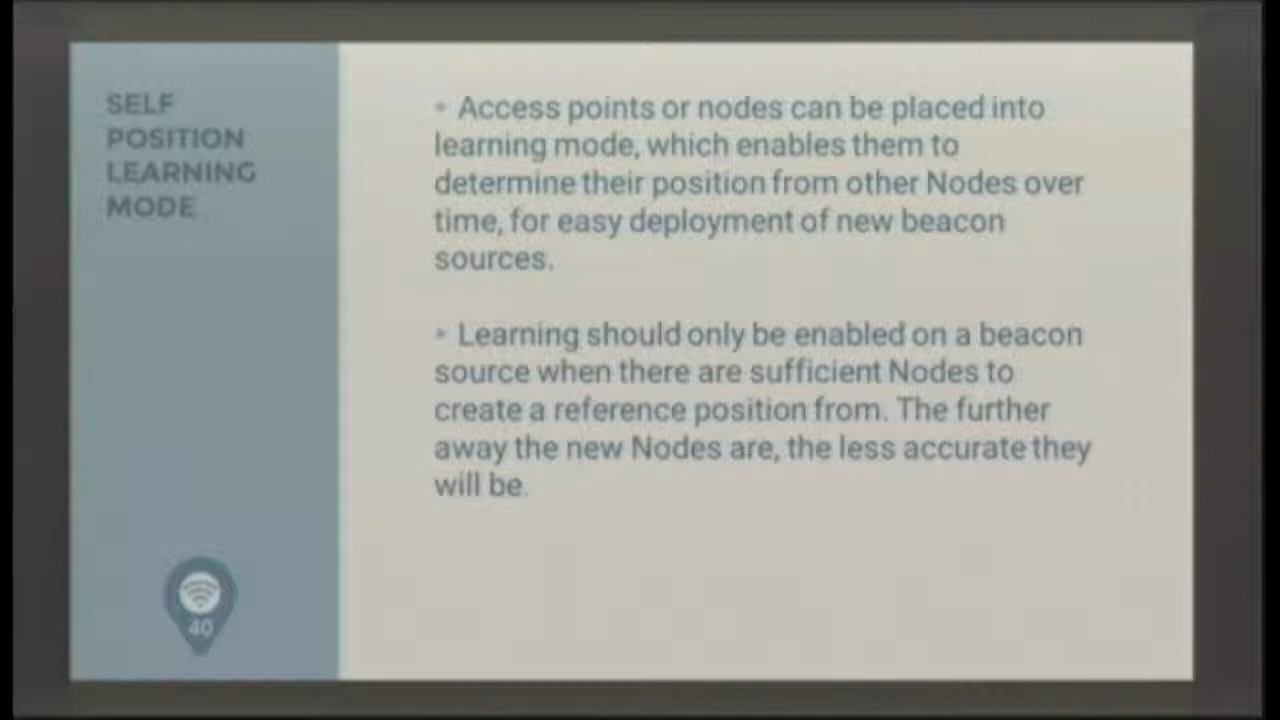 SELF
POSITION
LEARNING
MODE
Access points or nodes can be placed into
learning mode, which enables them to
determine their position from other Nodes over
time, for easy deployment of new beacon
sources.
Learning should only be enabled on a beacon
source when there are sufficient Nodes to
create a reference position from. The further
away the new Nodes are, the less accurate they
will be.
40